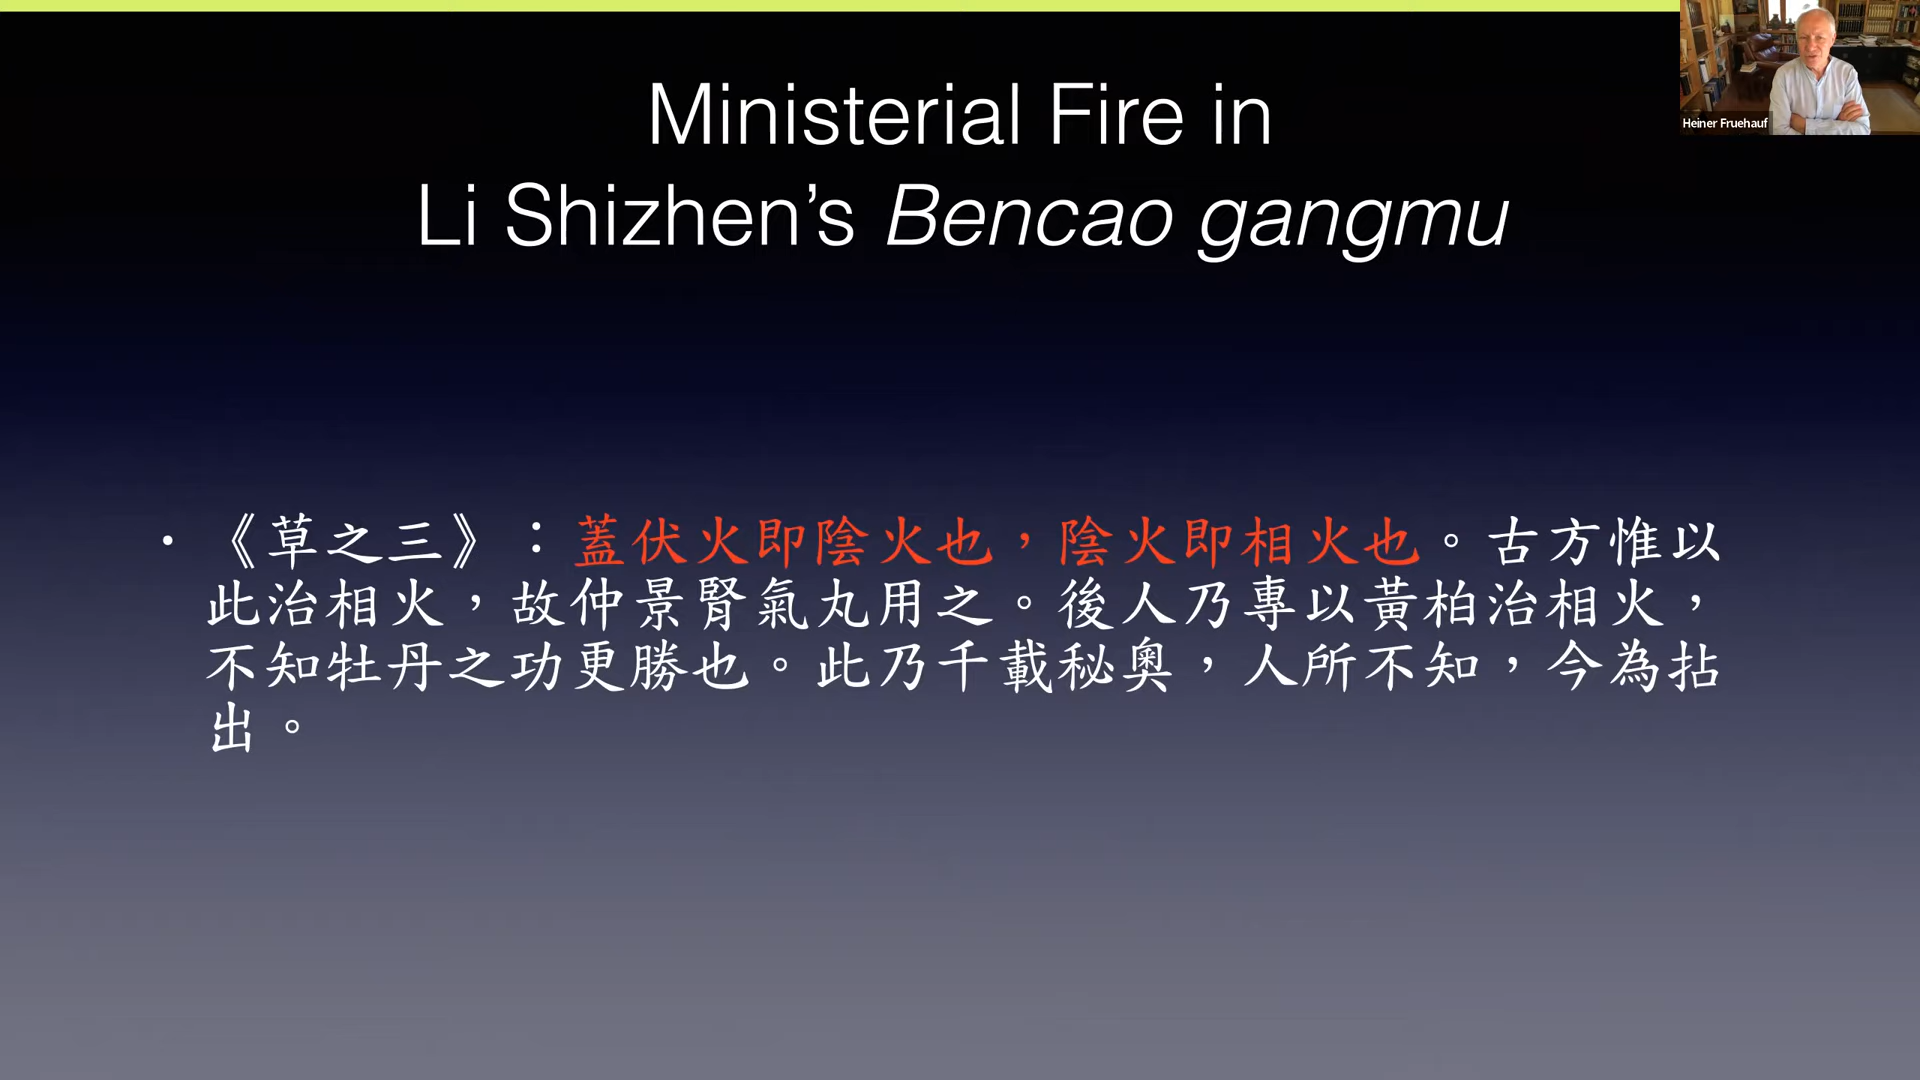 Ministerial Fire in
Li Shizhen’s Bencao gangmu
Heiner Fruehauf
• 《草之三》：蓋伏火即陰火也，陰火即相火也。古方惟以
此治相火，故仲景腎氣丸用之。後人乃專以黃柏治相火，
不知牡丹之功更勝也。此乃千載秘奧，人所不知，今為拈
出。